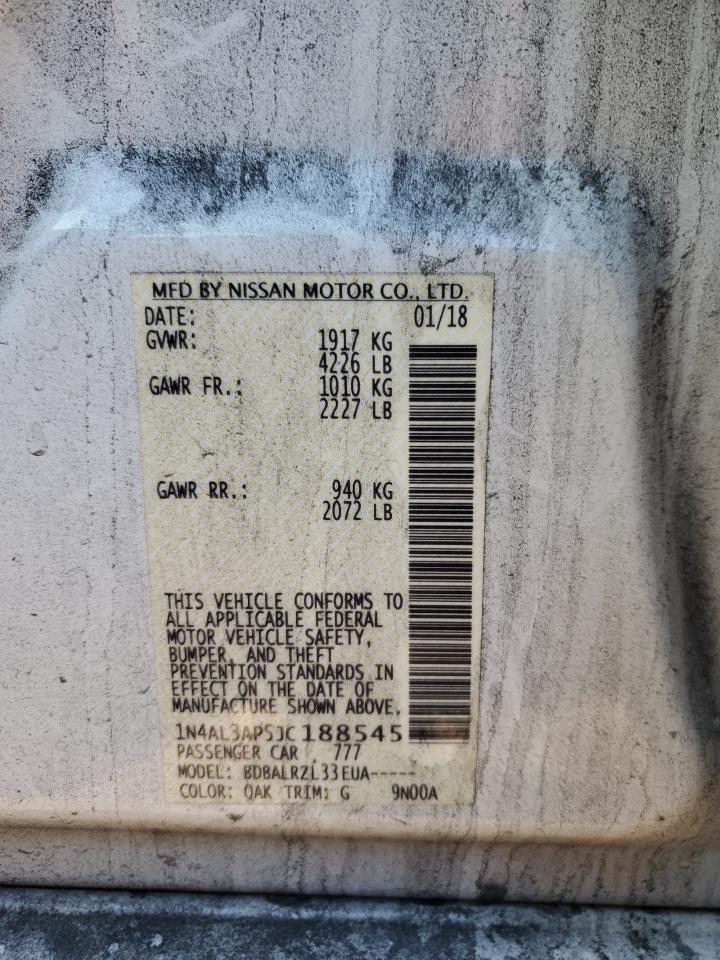 MFD BY NISSAN MOTOR CO., LTD.
DATE: 01/18
GVWR: 1917 KG
4226 LB
GAWR FR.: 1010 KG
2227 LB
GAWR RR.: 940 KG
2072 LB
THIS VEHICLE CONFORMS TO
ALL APPLICABLE FEDERAL
MOTOR VEHICLE SAFETY,
BUMPER, AND THEFT
PREVENTION STANDARDS IN
EFFECT ON THE DATE OF
MANUFACTURE SHOWN ABOVE.
1N4AL3AP5JC188545
PASSENGER CAR 777
MODEL: BDBALRZL33EUA-----
COLOR: QAK TRIM: G 9N00A